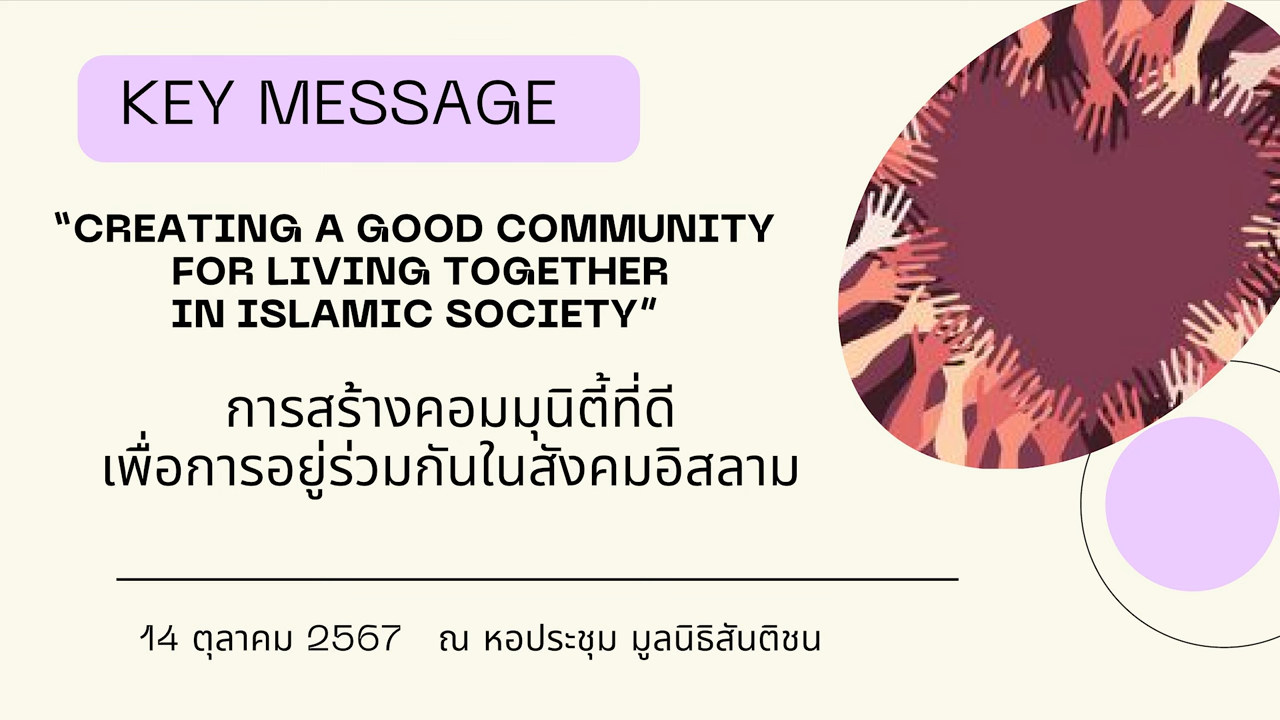 KEY MESSAGE
“CREATING A GOOD COMMUNITY
FOR LIVING TOGETHER
IN ISLAMIC SOCIETY”
การสร้างคอมมุนิตี้ที่ดี
เพื่อการอยู่ร่วมกันในสังคมอิสลาม
14 ตุลาคม 2567 ณ หอประชุม มูลนิธิสันติชน